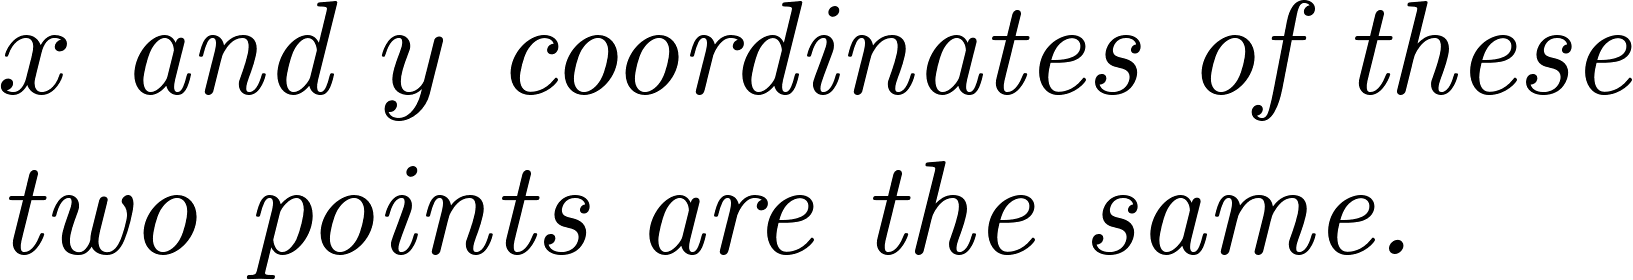 x and y coordinates of these
two points are the same.